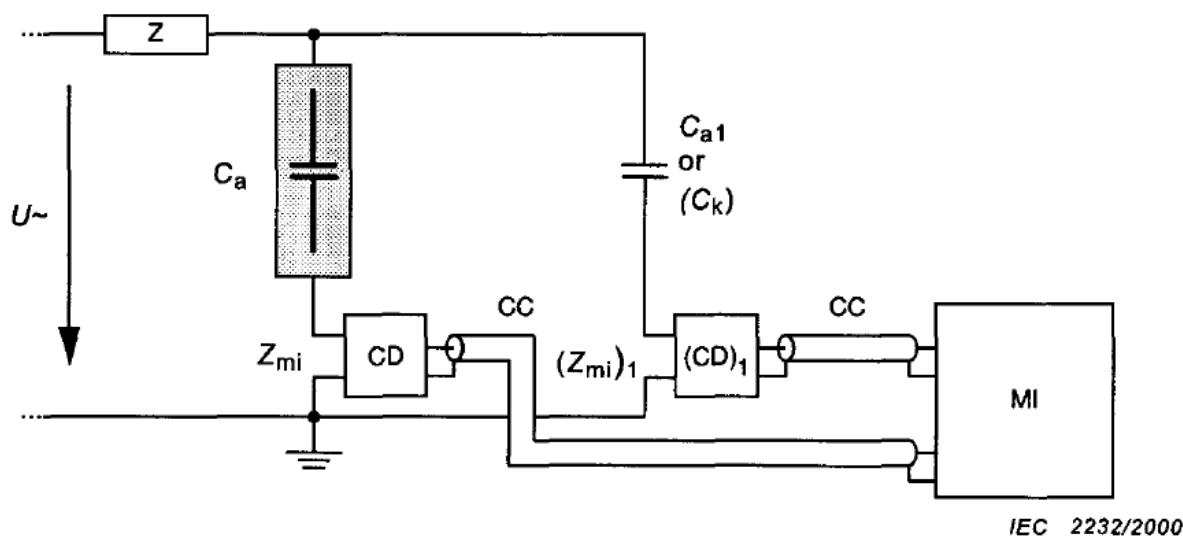 Z
Ca1
or
(Ck)
Ca
U~
CC
CC
Zmi
CD
(Zmi)1
(CD)1
MI
IEC 2232/2000